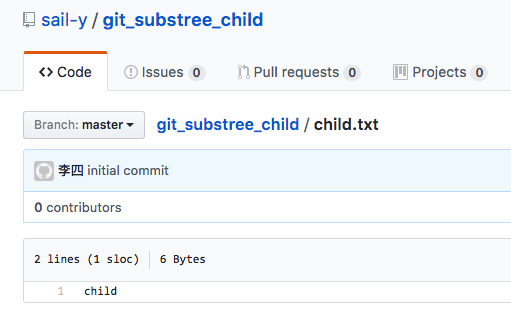 sail-y / git_substree_child
Code Issues 0 Pull requests 0 Projects 0
Branch: master git_substree_child / child.txt
李四 initial commit
0 contributors
2 lines (1 sloc) 6 Bytes
1 child